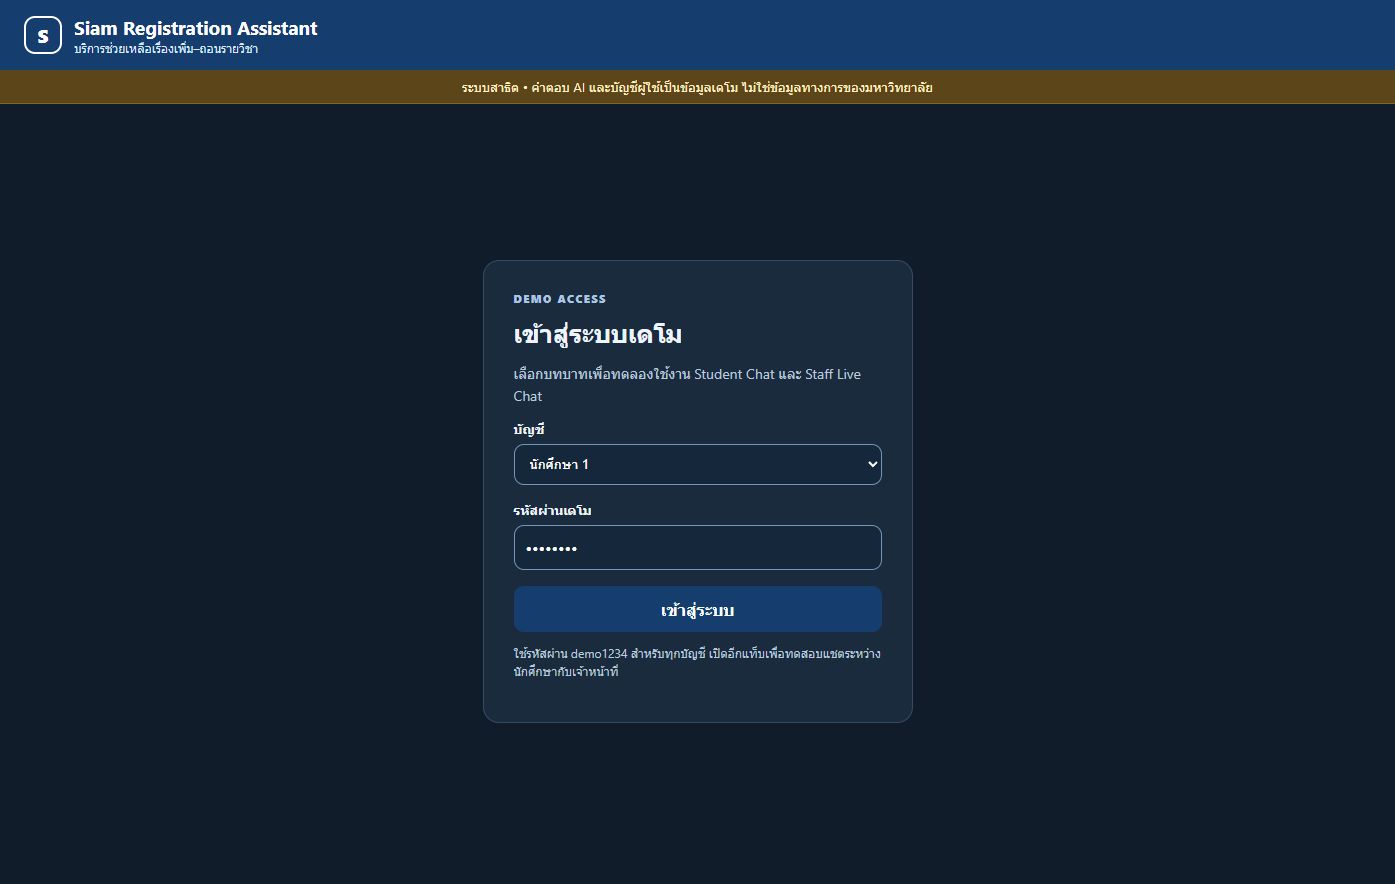 S
Siam Registration Assistant
บริการช่วยเหลือเรื่องเพิ่ม–ถอนรายวิชา
ระบบสาธิต • คำตอบ AI และบัญชีผู้ใช้เป็นข้อมูลเดโม ไม่ใช่ข้อมูลทางการของมหาวิทยาลัย
DEMO ACCESS
เข้าสู่ระบบเดโม
เลือกบทบาทเพื่อทดลองใช้งาน Student Chat และ Staff Live
Chat
บัญชี
นักศึกษา 1
รหัสผ่านเดโม
••••••••
เข้าสู่ระบบ
ใช้รหัสผ่าน demo1234 สำหรับทุกบัญชี เปิดอีกแท็บเพื่อทดสอบแชตระหว่าง
นักศึกษากับเจ้าหน้าที่